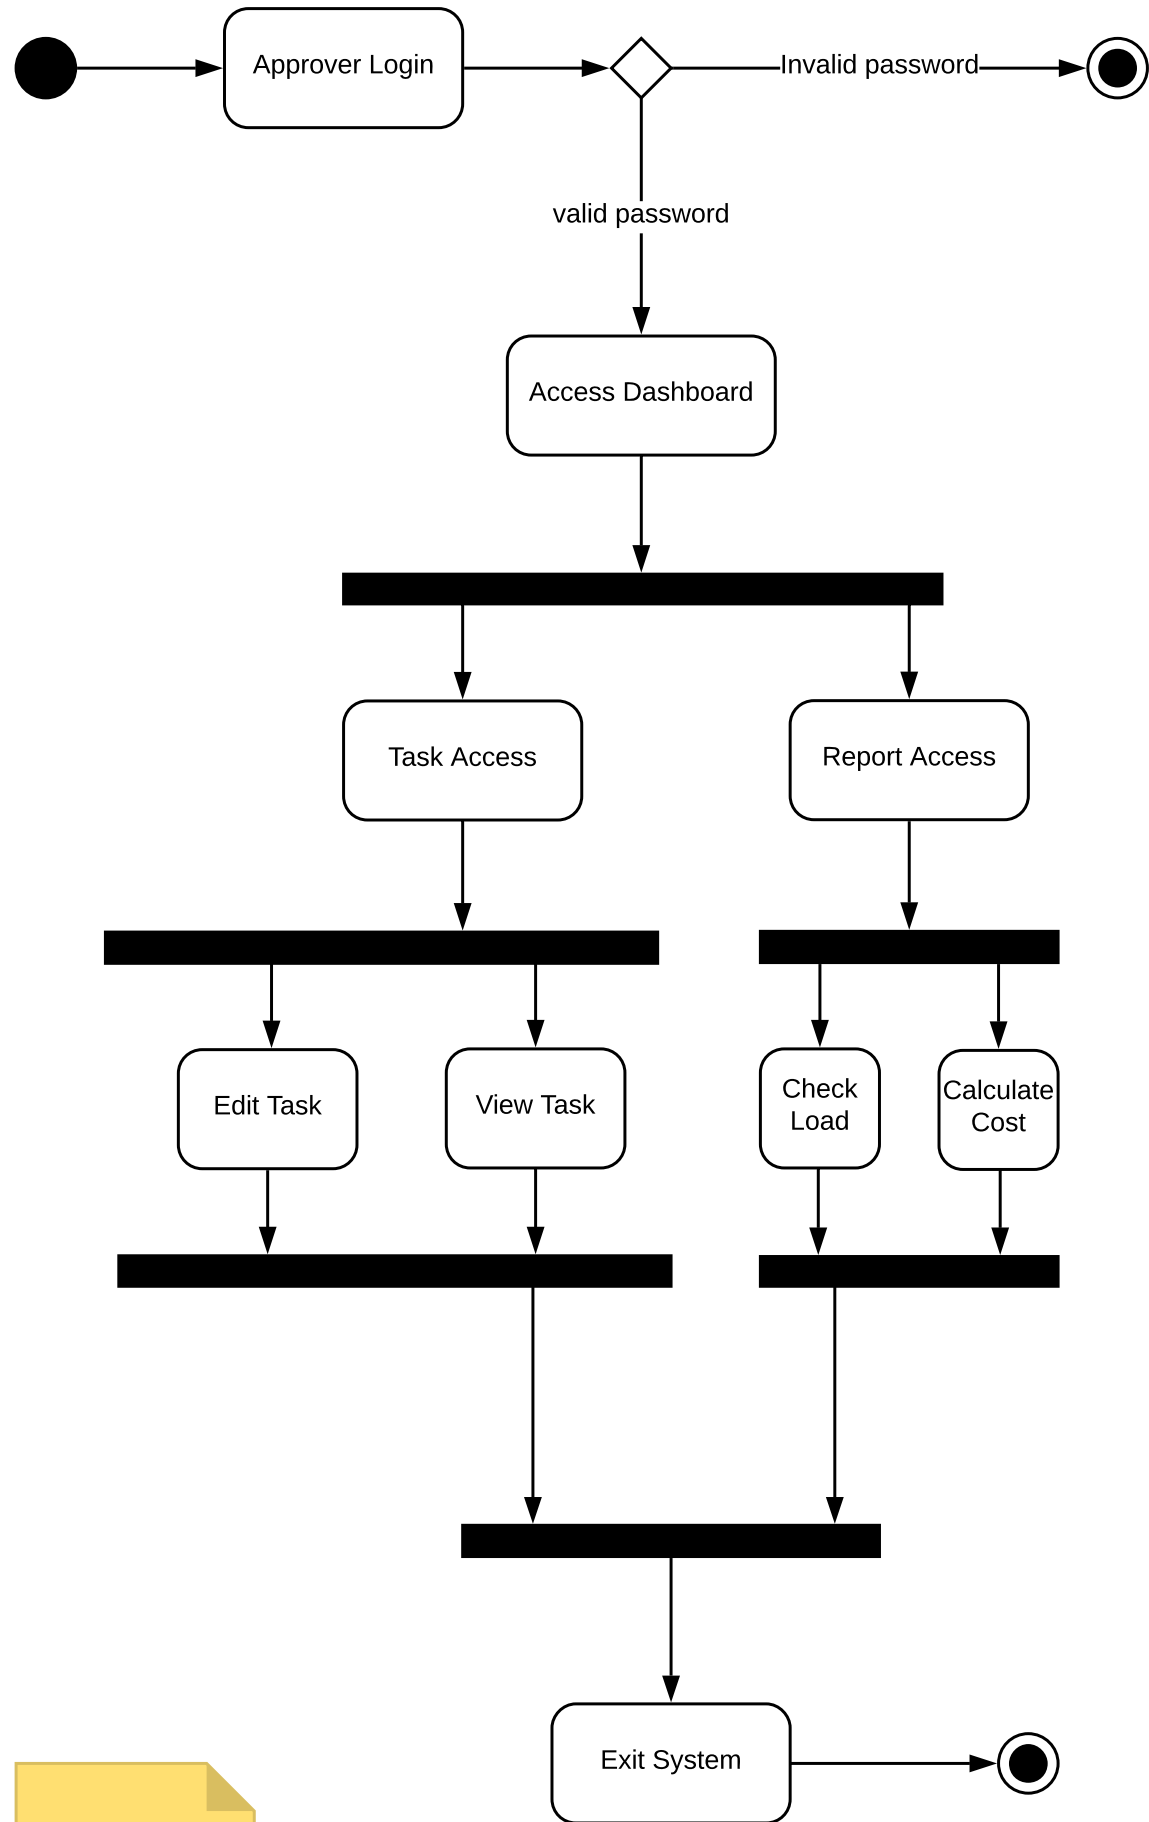 Approver Login
Invalid password
valid password
Access Dashboard
Task Access
Report Access
Edit Task
View Task
Check
Load
Calculate
Cost
Exit System